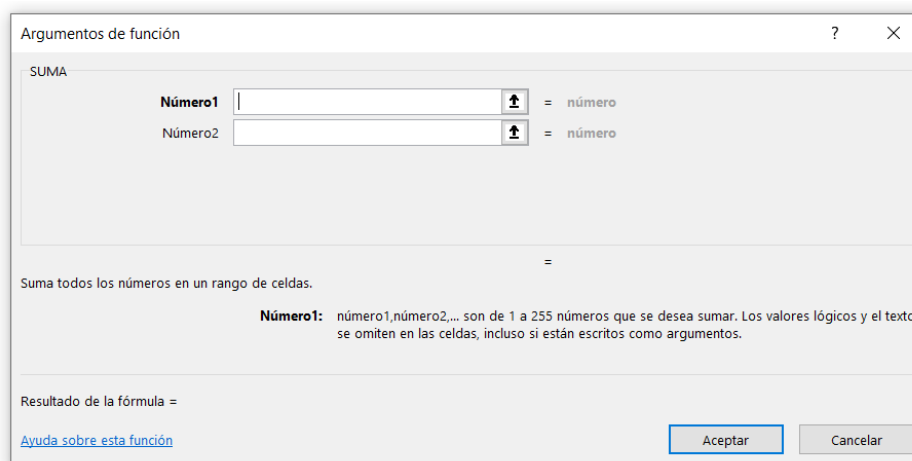 Argumentos de función ? ×
SUMA
Número1 = número
Número2 = número
=
Suma todos los números en un rango de celdas.
Número1: número1,número2,... son de 1 a 255 números que se desea sumar. Los valores lógicos y el texto
se omiten en las celdas, incluso si están escritos como argumentos.
Resultado de la fórmula =
Ayuda sobre esta función Aceptar Cancelar